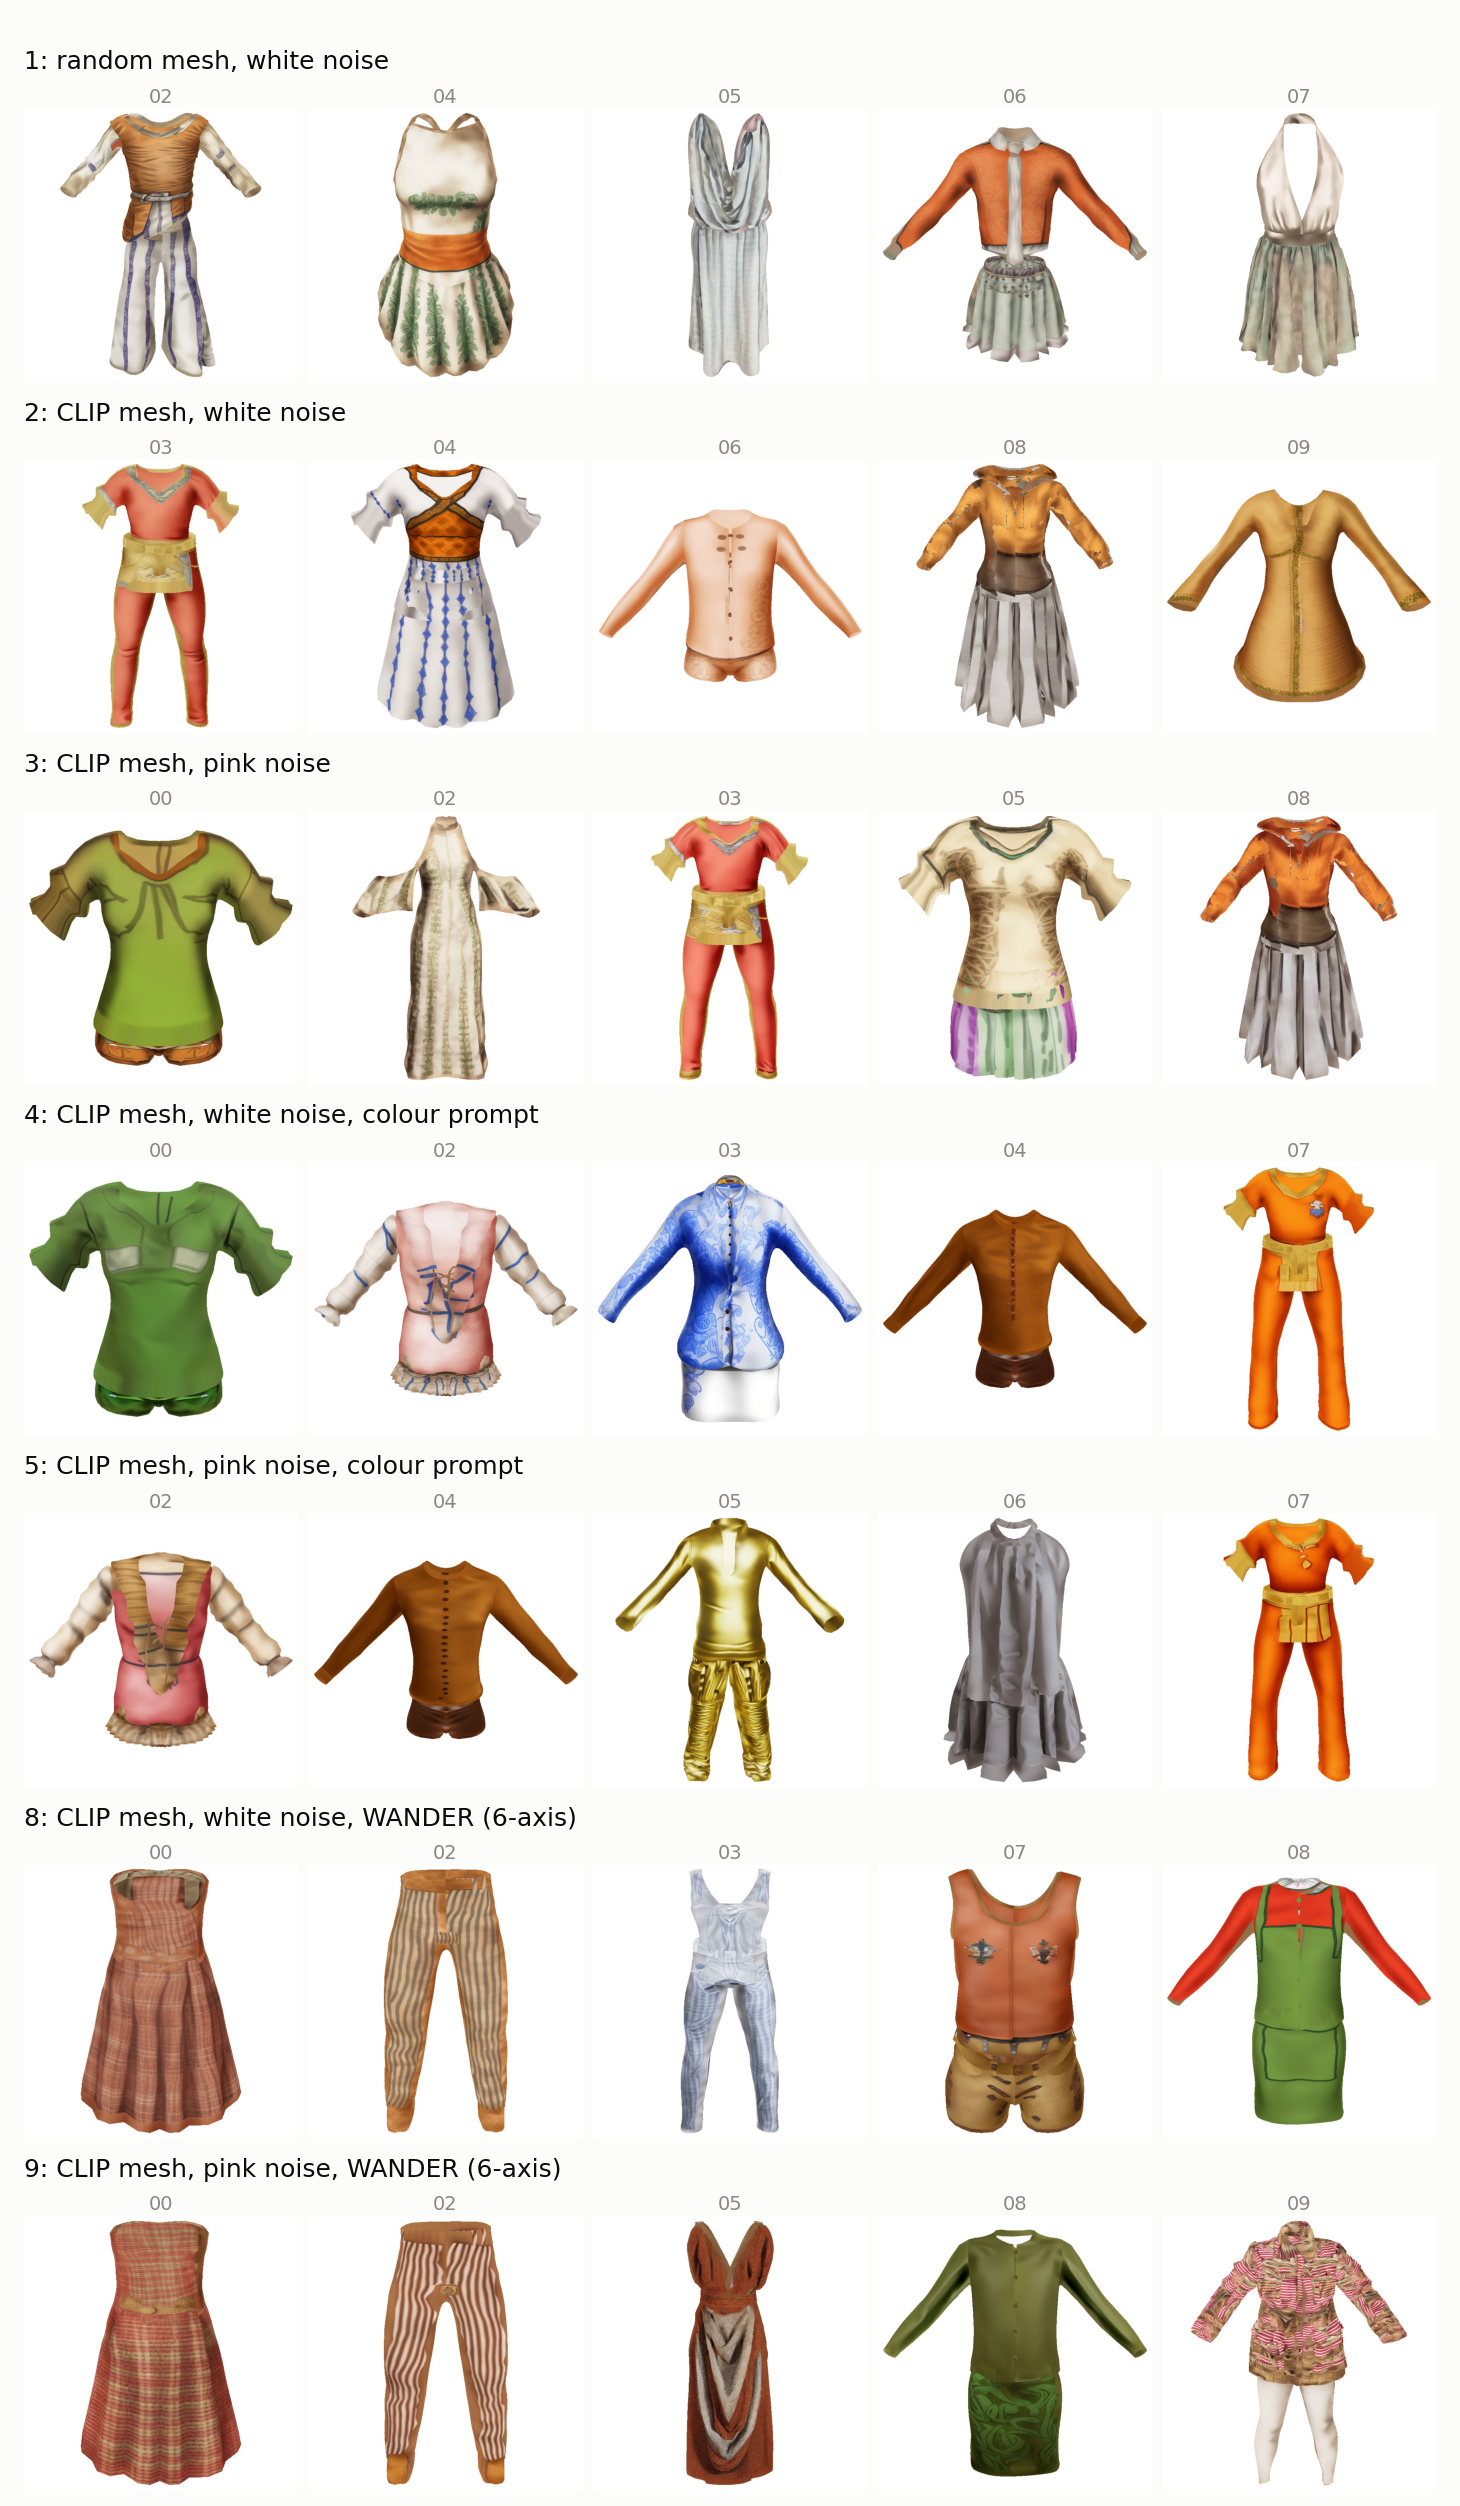 1: random mesh, white noise
02 04 05 06 07
2: CLIP mesh, white noise
03 04 06 08 09
3: CLIP mesh, pink noise
00 02 03 05 08
4: CLIP mesh, white noise, colour prompt
00 02 03 04 07
5: CLIP mesh, pink noise, colour prompt
02 04 05 06 07
8: CLIP mesh, white noise, WANDER (6-axis)
00 02 03 07 08
9: CLIP mesh, pink noise, WANDER (6-axis)
00 02 05 08 09